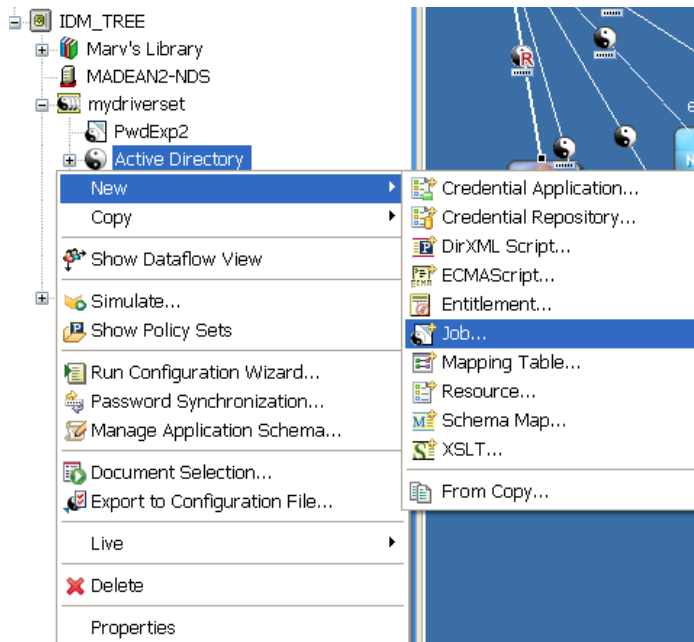 IDM_TREE
Marv's Library
MADEAN2-NDS
mydriverset
PwdExp2
Active Directory
New
Copy
Show Dataflow View
Simulate...
Show Policy Sets
Run Configuration Wizard...
Password Synchronization...
Manage Application Schema...
Document Selection...
Export to Configuration File...
Live
Delete
Properties
Credential Application...
Credential Repository...
DirXML Script...
ECMAScript...
Entitlement...
Job...
Mapping Table...
Resource...
Schema Map...
XSLT...
From Copy...